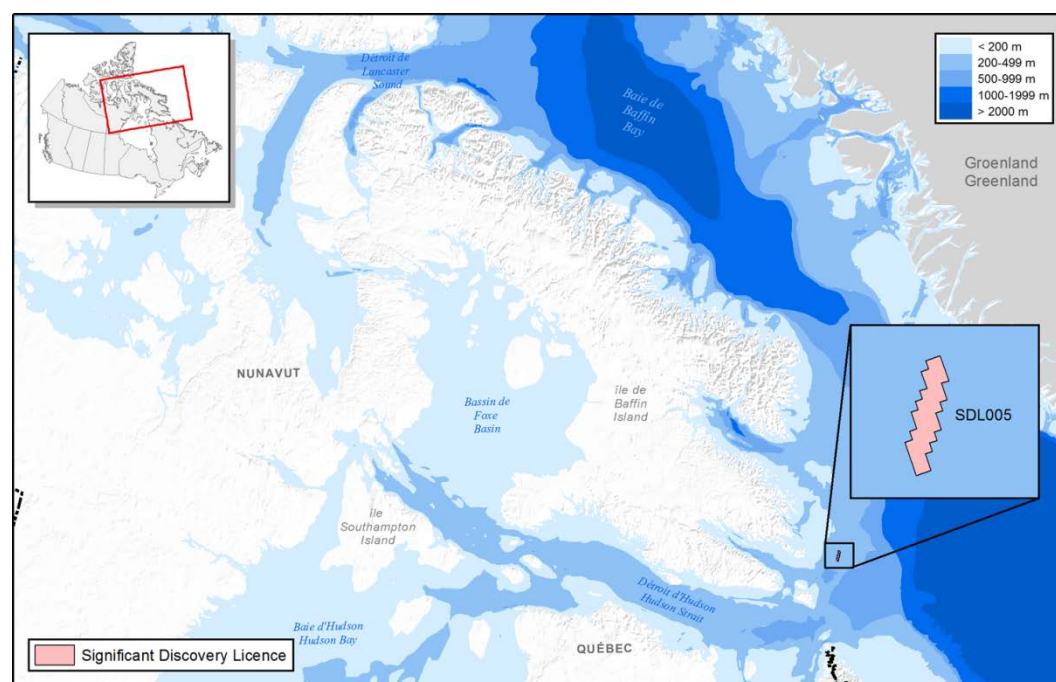 Détroit de
Lancaster
Sound
Baie de
Baffin
Bay
< 200 m
200-499 m
500-999 m
1000-1999 m
> 2000 m
Groenland
Greenland
NUNAVUT
Bassin de
Foxe
Basin
île de
Baffin
Island
SDL005
île
Southampton
Island
Détroit d'Hudson
Hudson Strait
Baie d'Hudson
Hudson Bay
QUÉBEC
Significant Discovery Licence